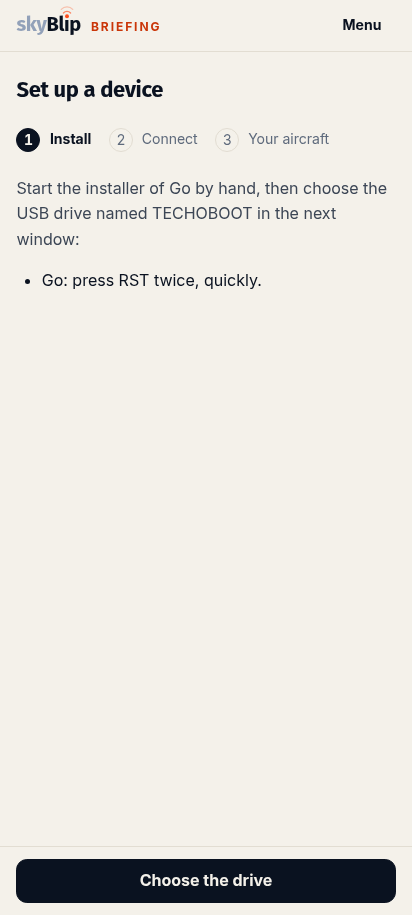 skyBlip BRIEFING
Menu
Set up a device
1 Install 2 Connect 3 Your aircraft
Start the installer of Go by hand, then choose the
USB drive named TECHOBOOT in the next
window:
• Go: press RST twice, quickly.
Choose the drive